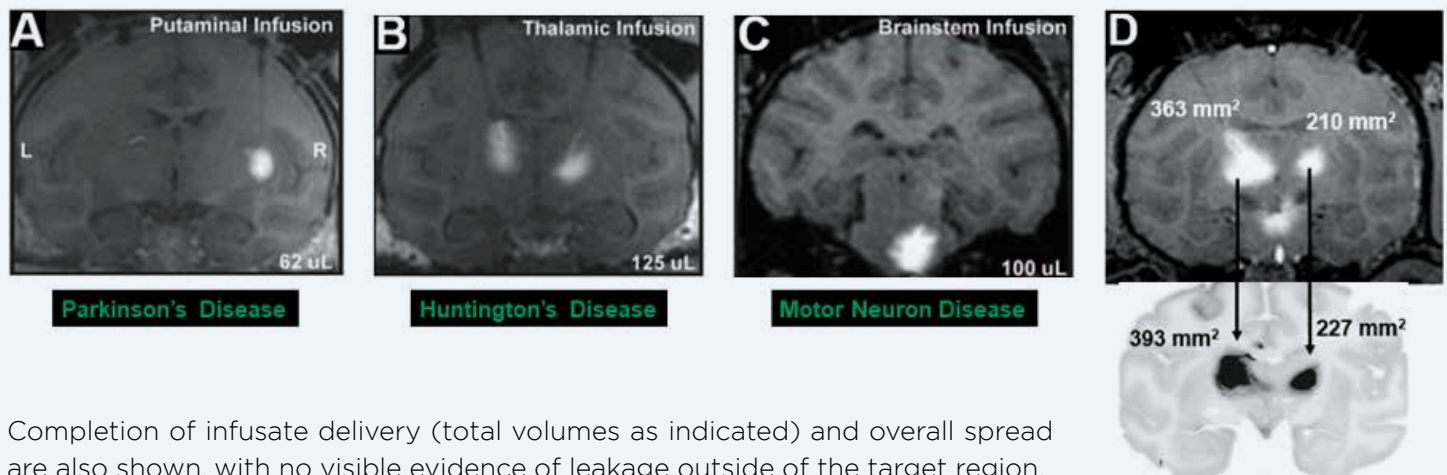 A
Putaminal Infusion
L
R
62 uL
Parkinson's Disease
B
Thalamic Infusion
125 uL
Huntington's Disease
C
Brainstem Infusion
100 uL
Motor Neuron Disease
D
363 mm²
210 mm²
393 mm²
227 mm²
Completion of infusate delivery (total volumes as indicated) and overall spread
are also shown, with no visible evidence of leakage outside of the target region